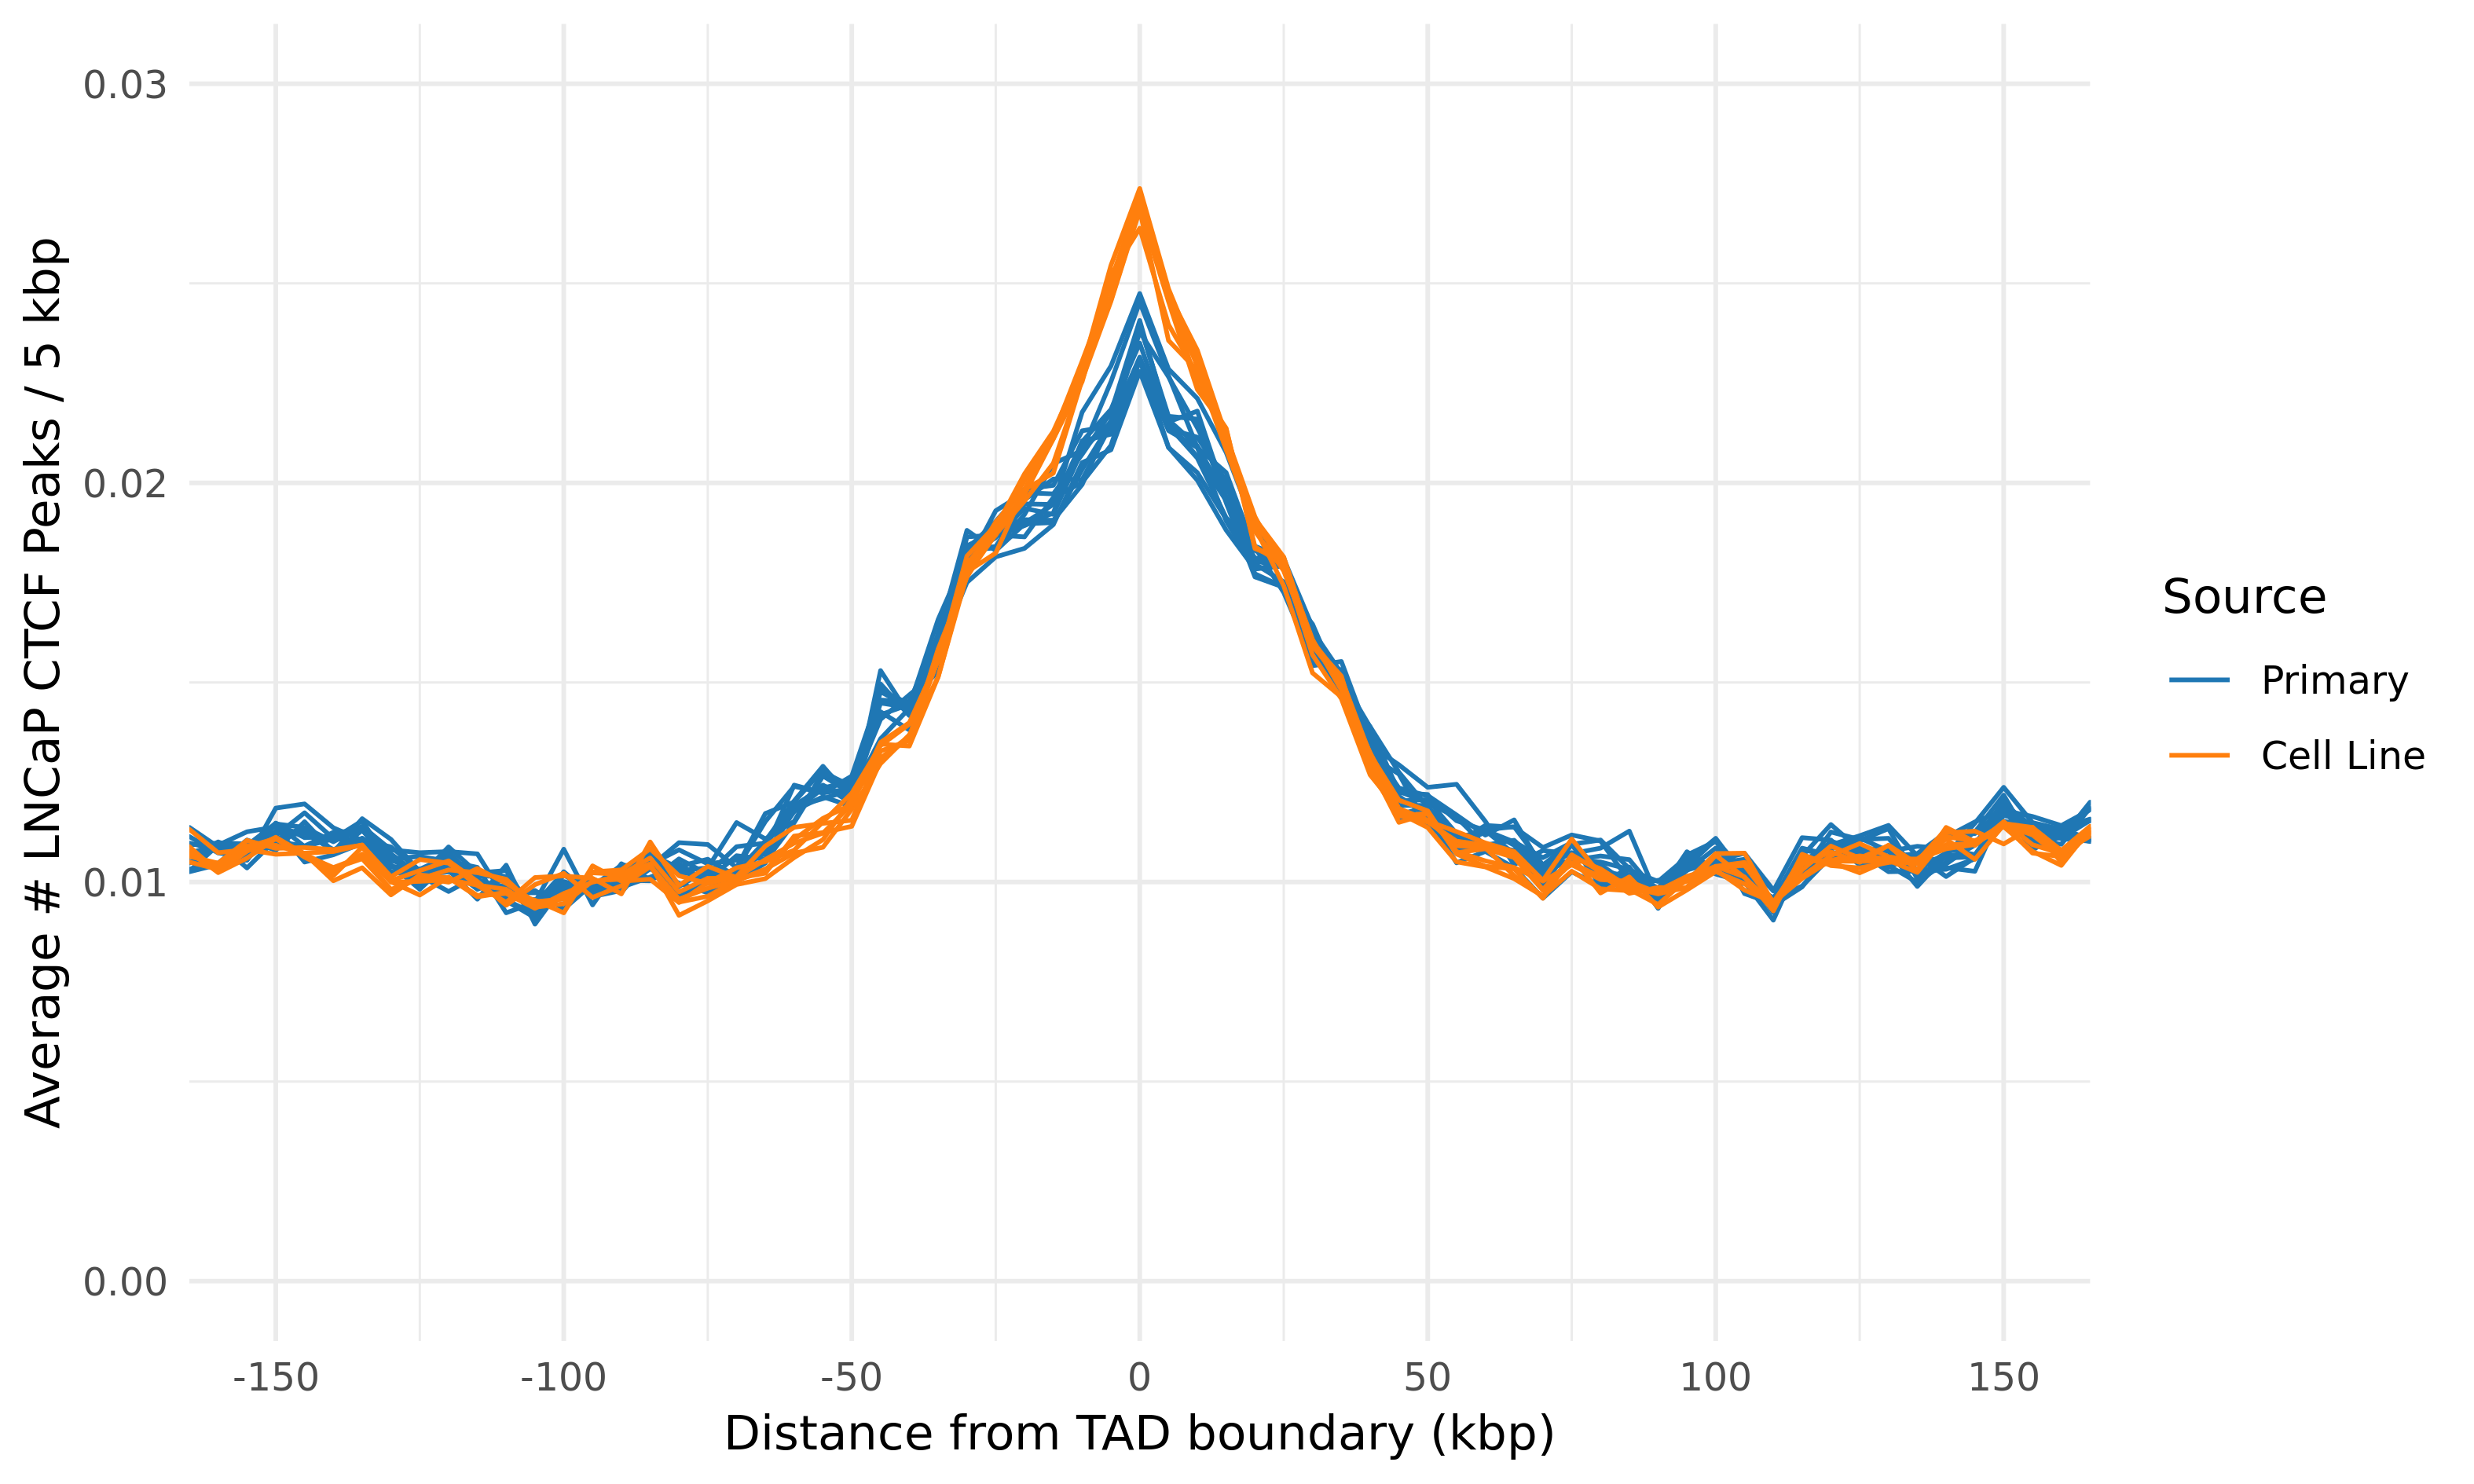 Average # LNCaP CTCF Peaks / 5 kbp
0.03
0.02
0.01
0.00
-150 -100 -50 0 50 100 150
Distance from TAD boundary (kbp)
Source
Primary
Cell Line